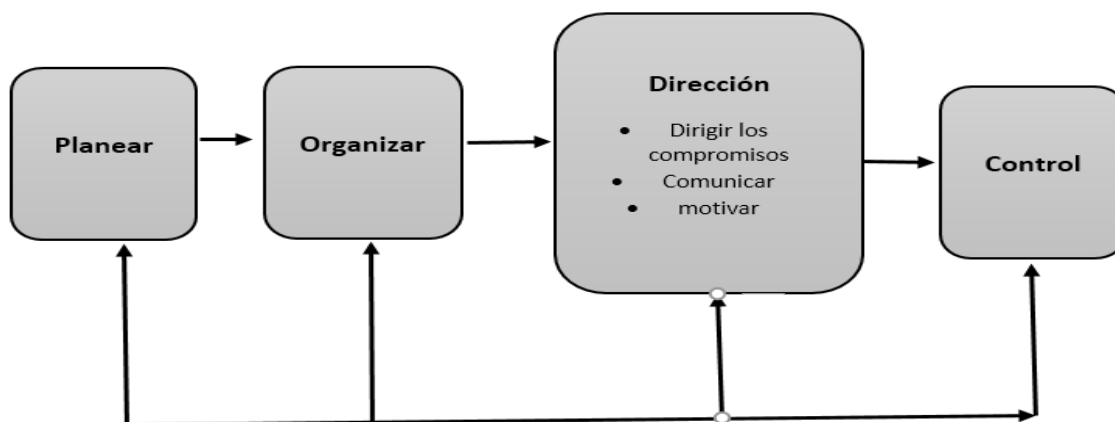 Planear
Organizar
Dirección
• Dirigir los
compromisos
• Comunicar
• motivar
Control